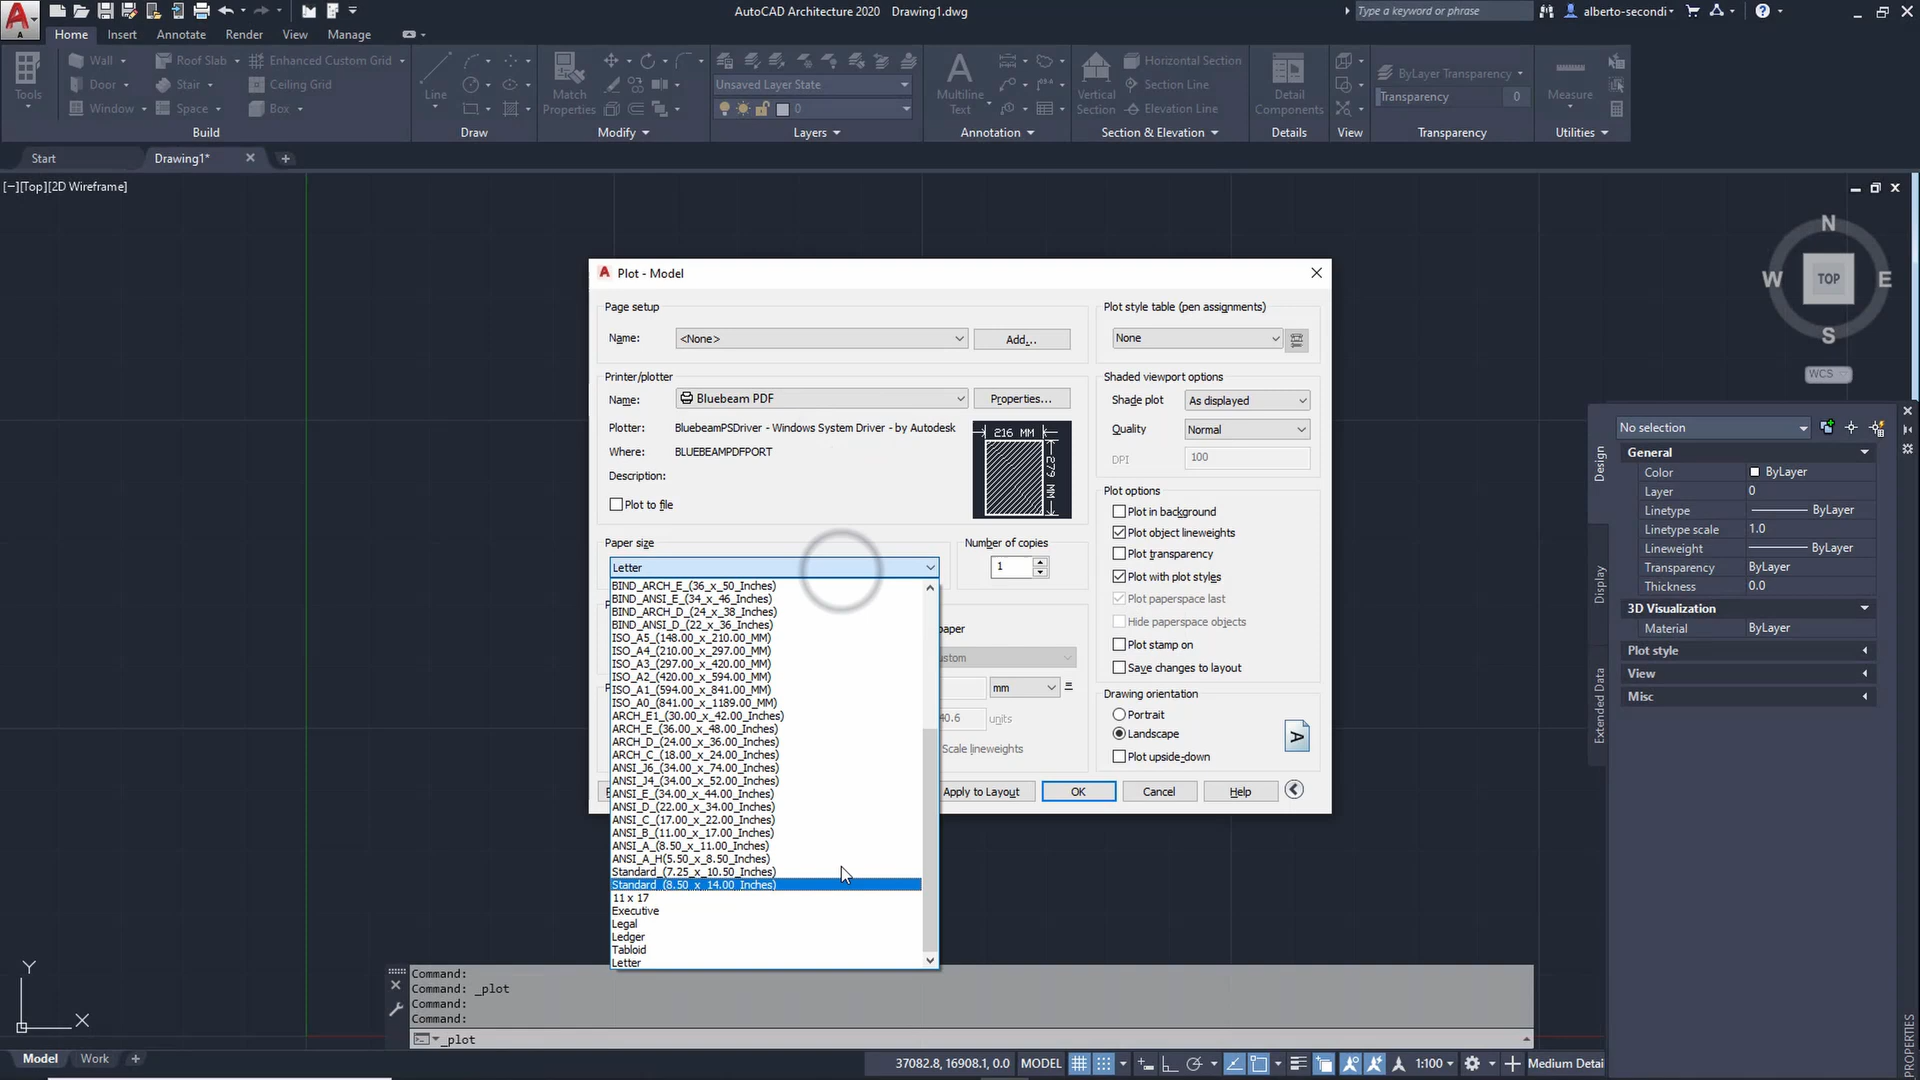 AutoCAD Architecture 2020 Drawing1.dwg
Type a keyword or phrase
alberto-secondi
Home Insert Annotate Render View Manage
Tools
Wall
Door
Window
Roof Slab
Stair
Space
Enhanced Custom Grid
Ceiling Grid
Box
Build
Line
Draw
Match
Properties
Modify
Unsaved Layer State
0
Layers
Multiline
Text
Annotation
Vertical
Section
Horizontal Section
Section Line
Elevation Line
Section & Elevation
Detail
Components
Details
View
ByLayer Transparency
Transparency 0
Transparency
Measure
Utilities
Start Drawing1*
[−][Top][2D Wireframe]
N
W TOP E
S
WCS
Plot - Model
Page setup
Name: <None> Add...
Printer/plotter
Name: Bluebeam PDF Properties...
Plotter: BluebeamPSDriver - Windows System Driver - by Autodesk
Where: BLUEBEAMPDFPORT
Description:
Plot to file
216 MM
279 MM
Paper size
Letter
Number of copies
1
BIND_ARCH_E_(36_x_50_Inches)
BIND_ANSI_E_(34_x_46_Inches)
BIND_ARCH_D_(24_x_38_Inches)
BIND_ANSI_D_(22_x_36_Inches)
ISO_A5_(148.00_x_210.00_MM)
ISO_A4_(210.00_x_297.00_MM)
ISO_A3_(297.00_x_420.00_MM)
ISO_A2_(420.00_x_594.00_MM)
ISO_A1_(594.00_x_841.00_MM)
ISO_A0_(841.00_x_1189.00_MM)
ARCH_E1_(30.00_x_42.00_Inches)
ARCH_E_(36.00_x_48.00_Inches)
ARCH_D_(24.00_x_36.00_Inches)
ARCH_C_(18.00_x_24.00_Inches)
ANSI_J6_(34.00_x_74.00_Inches)
ANSI_J4_(34.00_x_52.00_Inches)
ANSI_E_(34.00_x_44.00_Inches)
ANSI_D_(22.00_x_34.00_Inches)
ANSI_C_(17.00_x_22.00_Inches)
ANSI_B_(11.00_x_17.00_Inches)
ANSI_A_(8.50_x_11.00_Inches)
ANSI_A_H(5.50_x_8.50_Inches)
Standard_(7.25_x_10.50_Inches)
Standard_(8.50_x_14.00_Inches)
11 x 17
Executive
Legal
Ledger
Tabloid
Letter
paper
ustom
mm =
40.6 units
Scale lineweights
Plot style table (pen assignments)
None
Shaded viewport options
Shade plot As displayed
Quality Normal
DPI 100
Plot options
Plot in background
Plot object lineweights
Plot transparency
Plot with plot styles
Plot paperspace last
Hide paperspace objects
Plot stamp on
Save changes to layout
Drawing orientation
Portrait
Landscape
Plot upside-down
A
Apply to Layout OK Cancel Help
No selection
General
Color ByLayer
Layer 0
Linetype ByLayer
Linetype scale 1.0
Lineweight ByLayer
Transparency ByLayer
Thickness 0.0
3D Visualization
Material ByLayer
Plot style
View
Misc
Design
Display
Extended Data
PROPERTIES
Y
X
Command:
Command: _plot
Command:
Command:
_plot
Model Work +
37082.8, 16908.1, 0.0 MODEL 1:100 Medium Detai